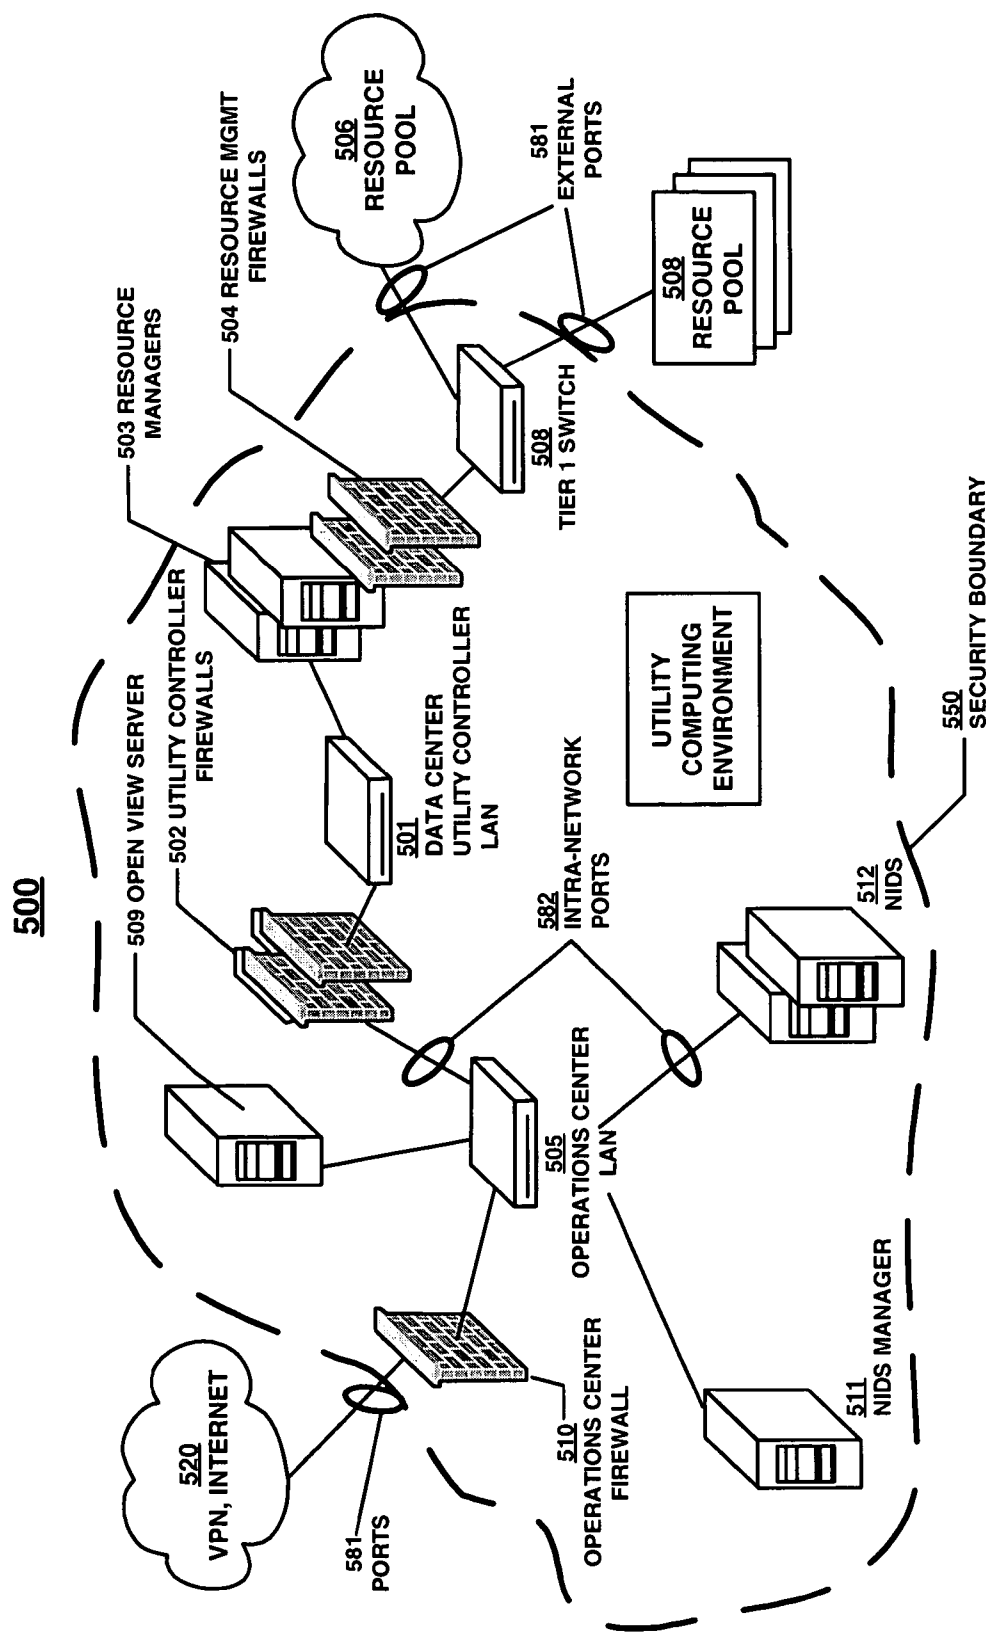 500
520
VPN, INTERNET
581
PORTS
510
OPERATIONS CENTER
FIREWALL
509 OPEN VIEW SERVER
502 UTILITY CONTROLLER
FIREWALLS
503 RESOURCE
MANAGERS
504 RESOURCE MGMT
FIREWALLS
506
RESOURCE
POOL
581
EXTERNAL
PORTS
508
RESOURCE
POOL
508
TIER 1 SWITCH
501
DATA CENTER
UTILITY CONTROLLER
LAN
582
INTRA-NETWORK
PORTS
505
OPERATIONS CENTER
LAN
UTILITY
COMPUTING
ENVIRONMENT
511
NIDS MANAGER
512
NIDS
550
SECURITY BOUNDARY